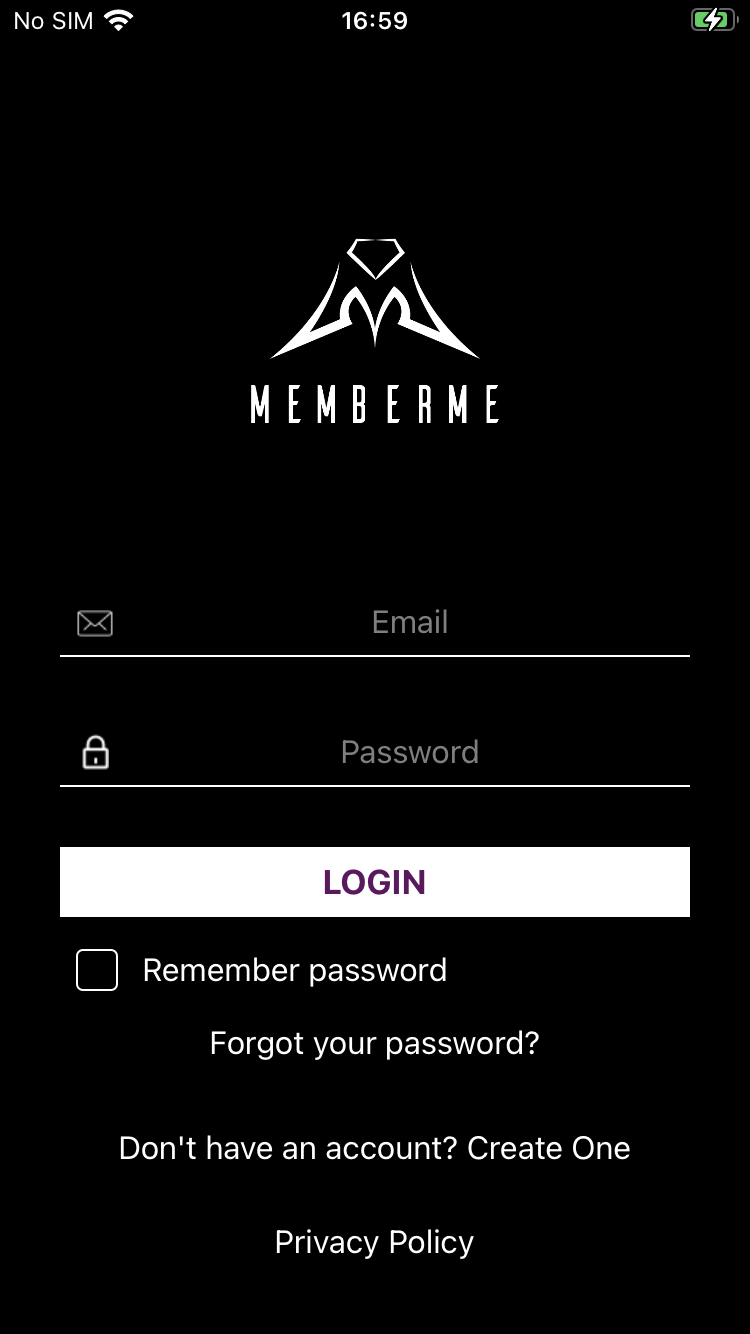 No SIM 16:59
MEMBERME
Email
Password
LOGIN
Remember password
Forgot your password?
Don't have an account? Create One
Privacy Policy